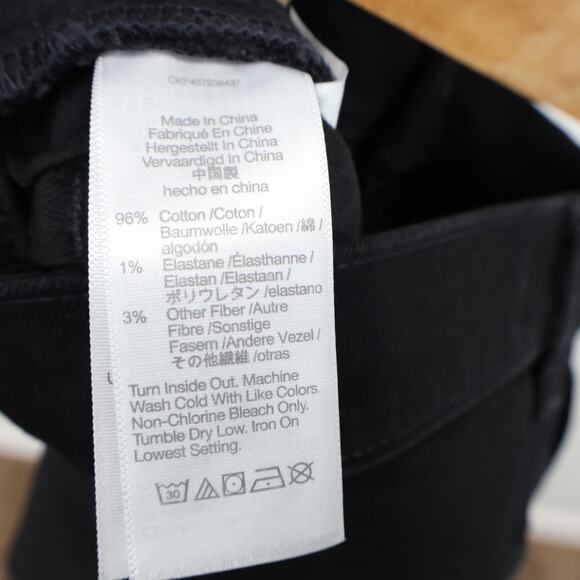 CKP487238437
Made In China
Fabriqué En Chine
Hergestellt In China
Vervaardigd In China
中国製
hecho en china
96% Cotton /Coton /
Baumwolle /Katoen /綿 /
algodón
1% Elastane /Élasthanne /
Elastan /Elastaan /
ポリウレタン /elastano
3% Other Fiber /Autre
Fibre /Sonstige
Fasern /Andere Vezel /
その他繊維 /otras
Turn Inside Out. Machine
Wash Cold With Like Colors.
Non-Chlorine Bleach Only.
Tumble Dry Low. Iron On
Lowest Setting.
30